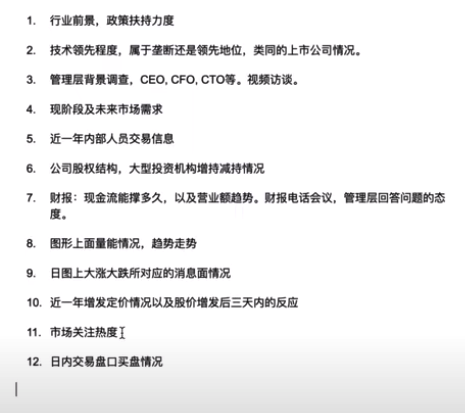 1. 行业前景，政策扶持力度
2. 技术领先程度，属于垄断还是领先地位，类同的上市公司情况。
3. 管理层背景调查，CEO, CFO, CTO等。视频访谈。
4. 现阶段及未来市场需求
5. 近一年内部人员交易信息
6. 公司股权结构，大型投资机构增持减持情况
7. 财报：现金流能撑多久，以及营业额趋势。财报电话会议，管理层回答问题的态
度。
8. 图形上面量能情况，趋势走势
9. 日图上大涨大跌所对应的消息面情况
10. 近一年增发定价情况以及股价增发后三天内的反应
11. 市场关注热度
12. 日内交易盘口买盘情况